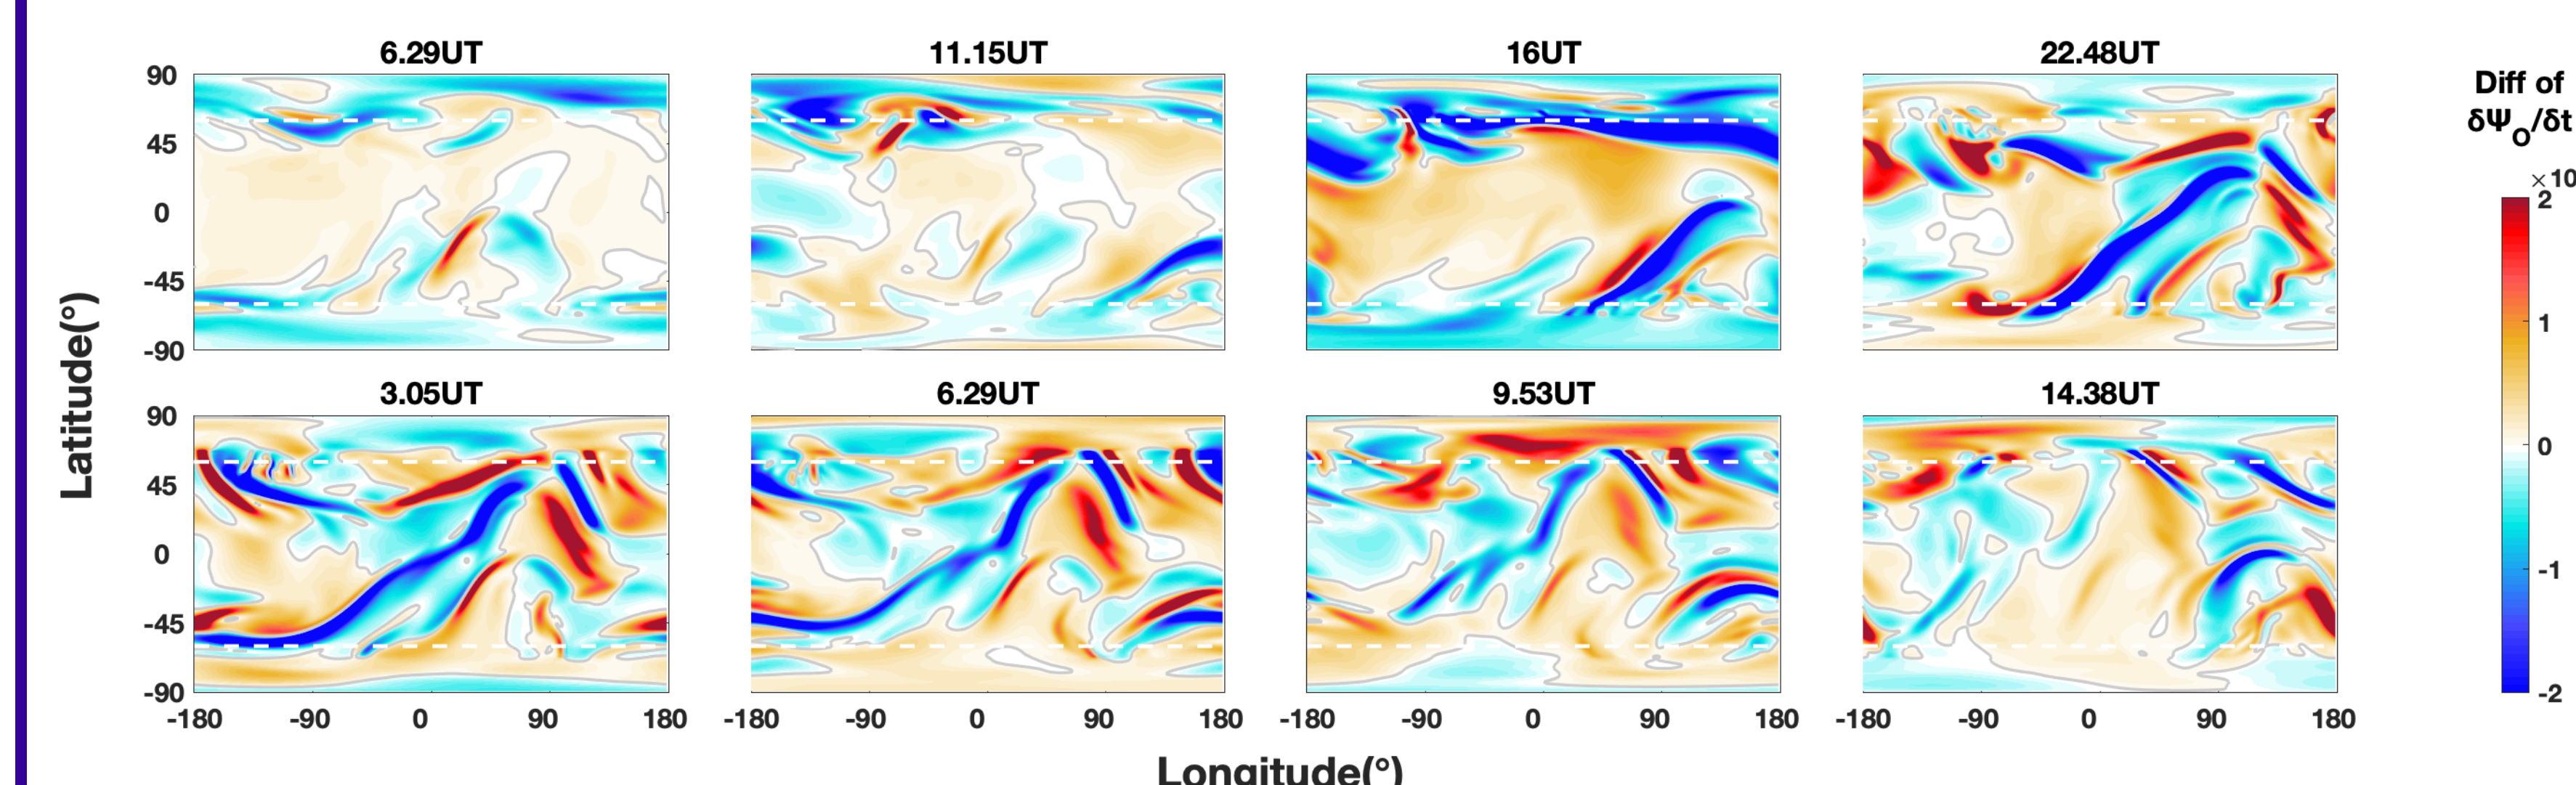 6.29UT 11.15UT 16UT 22.48UT
Diff of
δΨO/δt
×10
90
45
0
-45
-90
2
1
0
-1
-2
Latitude(°)
3.05UT 6.29UT 9.53UT 14.38UT
90
45
0
-45
-90
-180 -90 0 90 180 -180 -90 0 90 180 -180 -90 0 90 180 -180 -90 0 90 180
Longitude(°)